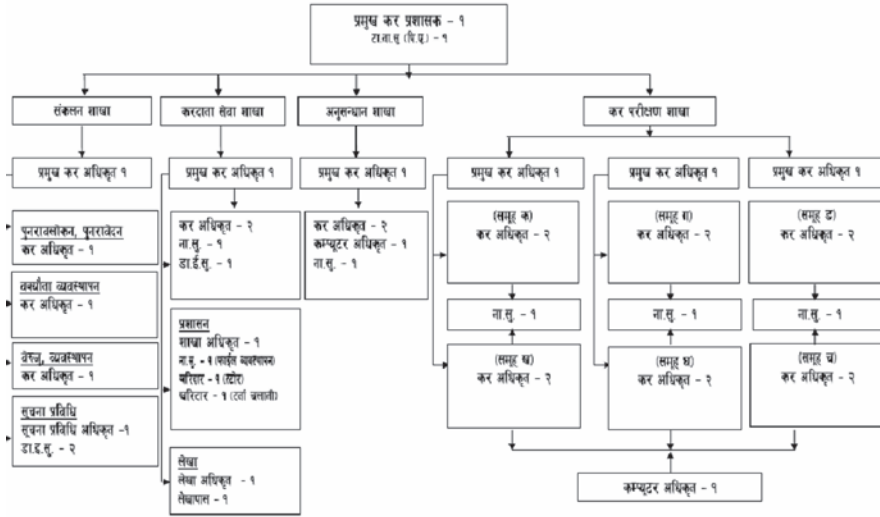 प्रमुख कर प्रशासक - १
टा.ना.सु (वि.प्र.) - १
संकलन शाखा
करदाता सेवा शाखा
अनुसन्धान शाखा
कर परीक्षण शाखा
प्रमुख कर अधिकृत १
प्रमुख कर अधिकृत १
प्रमुख कर अधिकृत १
प्रमुख कर अधिकृत १
प्रमुख कर अधिकृत १
प्रमुख कर अधिकृत १
पुनरावलोकन, पुनरावेदन
कर अधिकृत - १
बक्यौता व्यवस्थापन
कर अधिकृत - १
व्यवस्थापन
कर अधिकृत - १
सूचना प्रविधि
सूचना प्रविधि अधिकृत -१
डा.इ.सु. - २
कर अधिकृत - २
ना.सु. - १
डा.ई.सु. - १
प्रशासन
शाखा अधिकृत - १
ना.सु. - १ (फाईल व्यवस्थापन)
खरिदार - १ (स्टोर)
खरिदार - १ (दर्ता चलानी)
लेखा
लेखा अधिकृत - १
लेखापाल - १
कर अधिकृत - २
कम्प्यूटर अधिकृत - १
ना.सु. - १
(समूह क)
कर अधिकृत - २
(समूह ग)
कर अधिकृत - २
(समूह ङ)
कर अधिकृत - २
ना.सु. - १
ना.सु. - १
ना.सु. - १
(समूह ख)
कर अधिकृत - २
(समूह घ)
कर अधिकृत - २
(समूह च)
कर अधिकृत - २
कम्प्यूटर अधिकृत - १